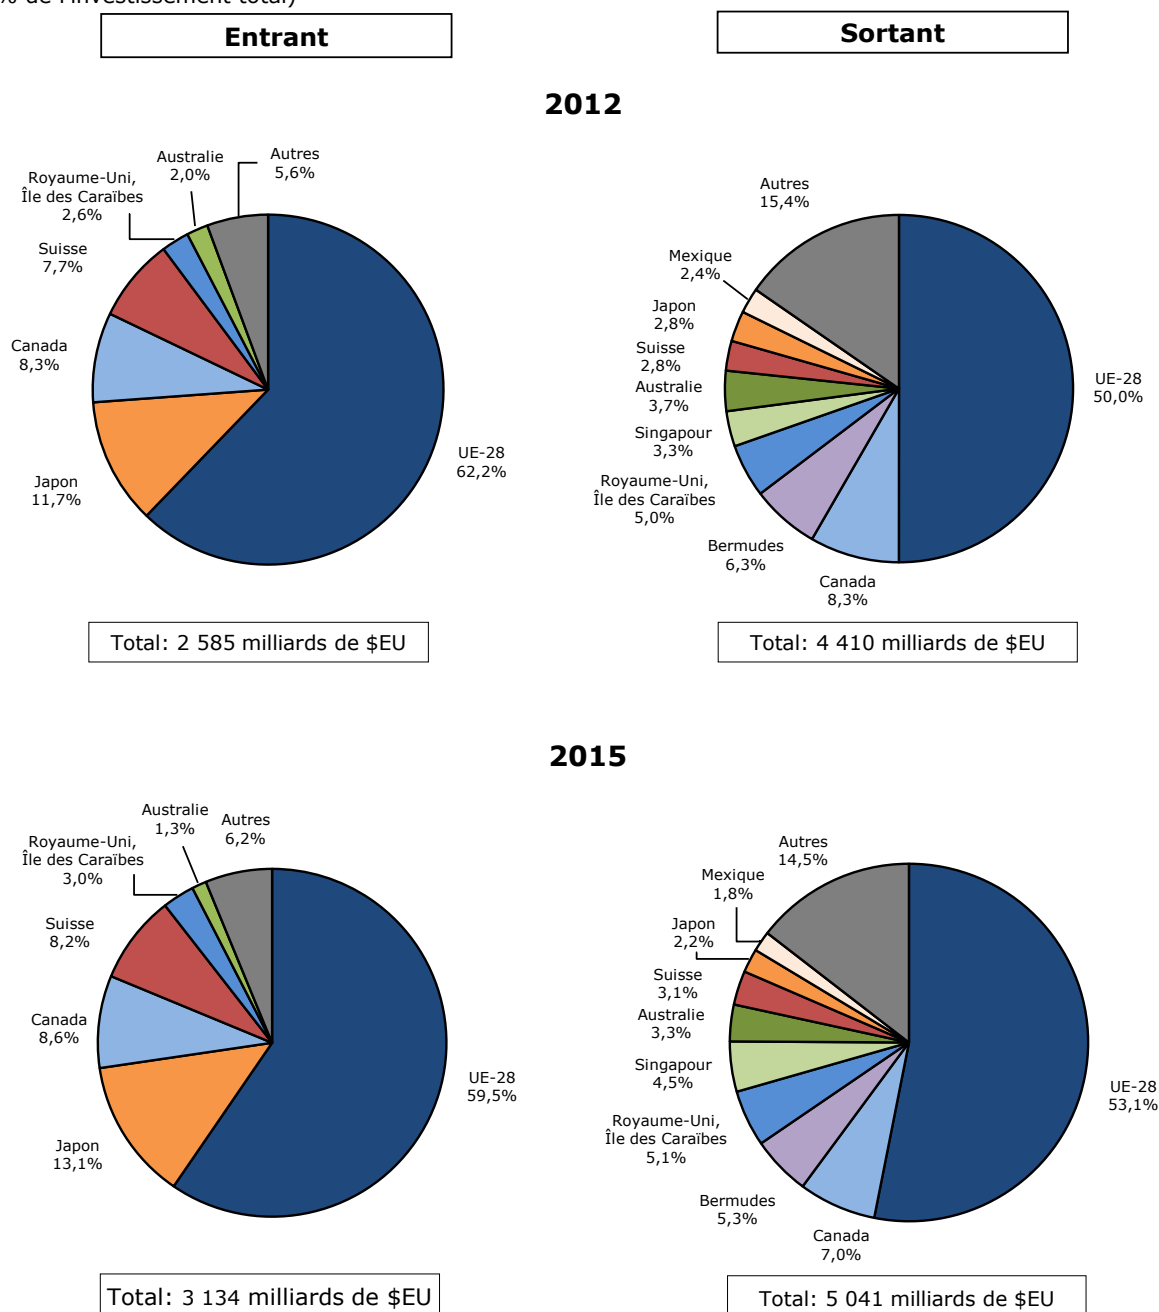 % de l'investissement total)
Entrant
Sortant
2012
Australie
2,0%
Autres
5,6%
Royaume-Uni,
Île des Caraïbes
2,6%
Suisse
7,7%
Canada
8,3%
Japon
11,7%
UE-28
62,2%
Total: 2 585 milliards de $EU
Autres
15,4%
Mexique
2,4%
Japon
2,8%
Suisse
2,8%
Australie
3,7%
Singapour
3,3%
Royaume-Uni,
Île des Caraïbes
5,0%
Bermudes
6,3%
Canada
8,3%
UE-28
50,0%
Total: 4 410 milliards de $EU
2015
Australie
1,3%
Autres
6,2%
Royaume-Uni,
Île des Caraïbes
3,0%
Suisse
8,2%
Canada
8,6%
Japon
13,1%
UE-28
59,5%
Total: 3 134 milliards de $EU
Autres
14,5%
Mexique
1,8%
Japon
2,2%
Suisse
3,1%
Australie
3,3%
Singapour
4,5%
Royaume-Uni,
Île des Caraïbes
5,1%
Bermudes
5,3%
Canada
7,0%
UE-28
53,1%
Total: 5 041 milliards de $EU